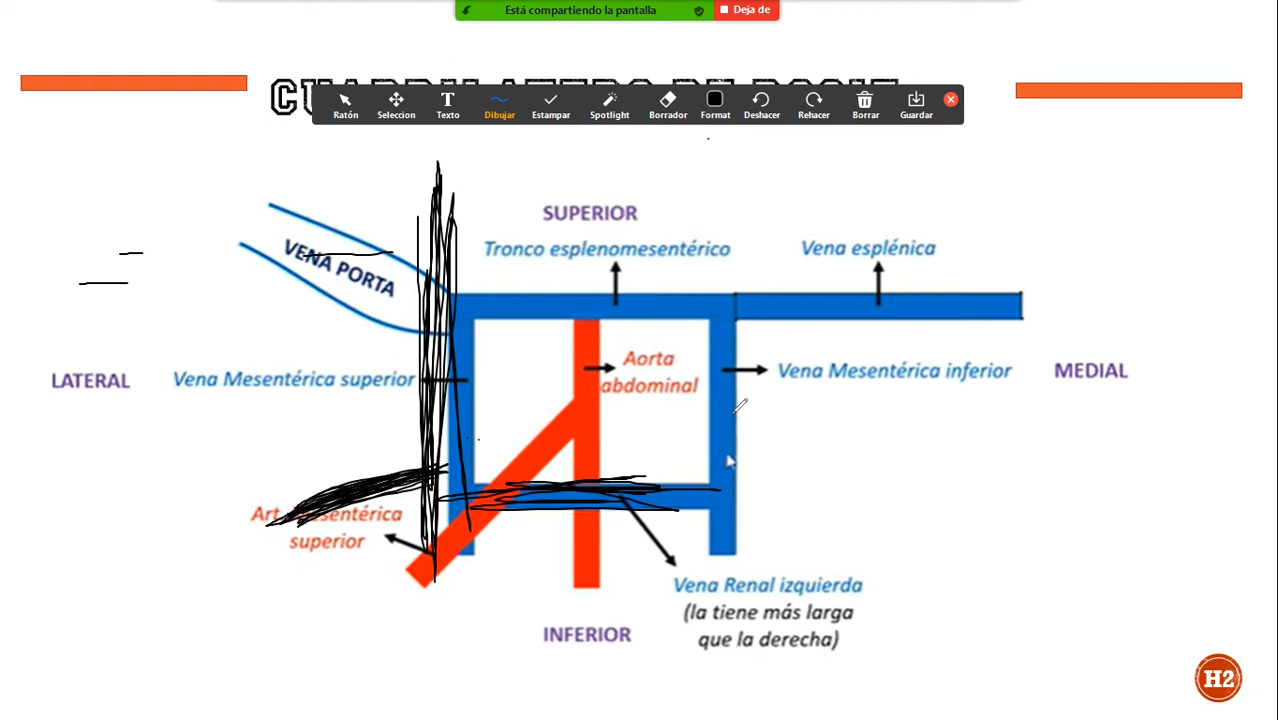 Está compartiendo la pantalla
Deja de
Ratón
Seleccion
Texto
Dibujar
Estampar
Spotlight
Borrador
Format
Deshacer
Rehacer
Borrar
Guardar
SUPERIOR
VENA PORTA
Tronco esplenomesentérico
Vena esplénica
Aorta
abdominal
LATERAL
Vena Mesentérica superior
Vena Mesentérica inferior
MEDIAL
Art
superior
Vena Renal izquierda
(la tiene más larga
que la derecha)
INFERIOR
H2